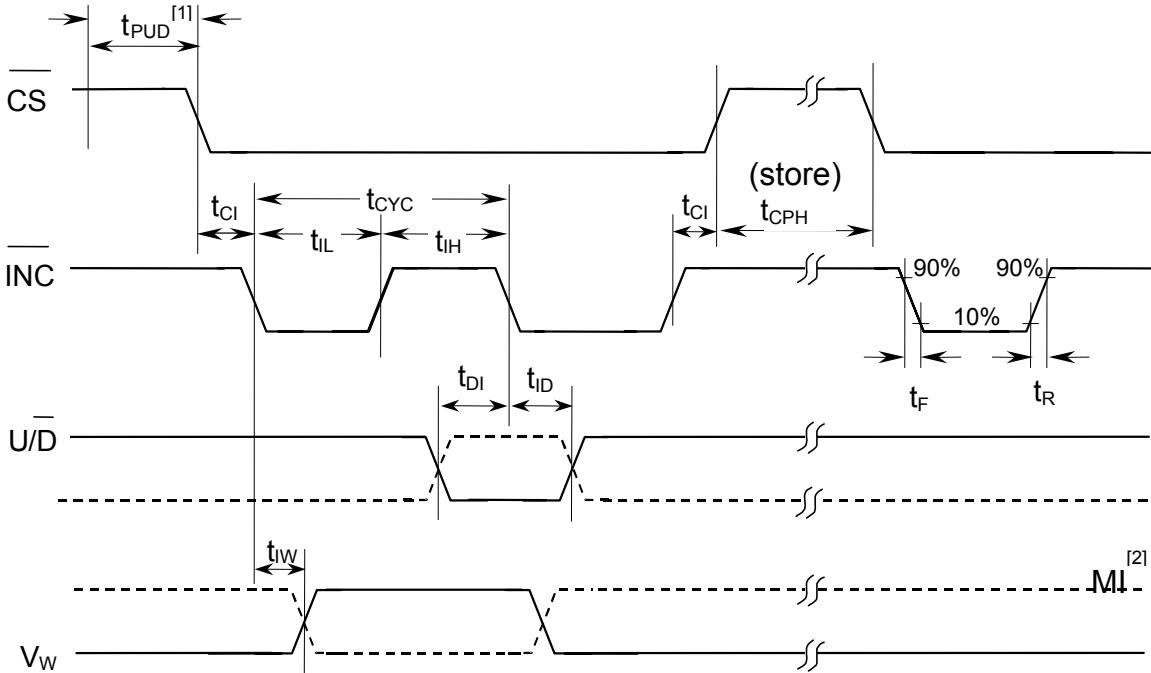 tPUD[1]
CS
(store)
tCI tCYC tCI tCPH
tIL tIH
INC
90% 90%
10%
tDI tID
tF tR
U/D
tIW
MI[2]
VW